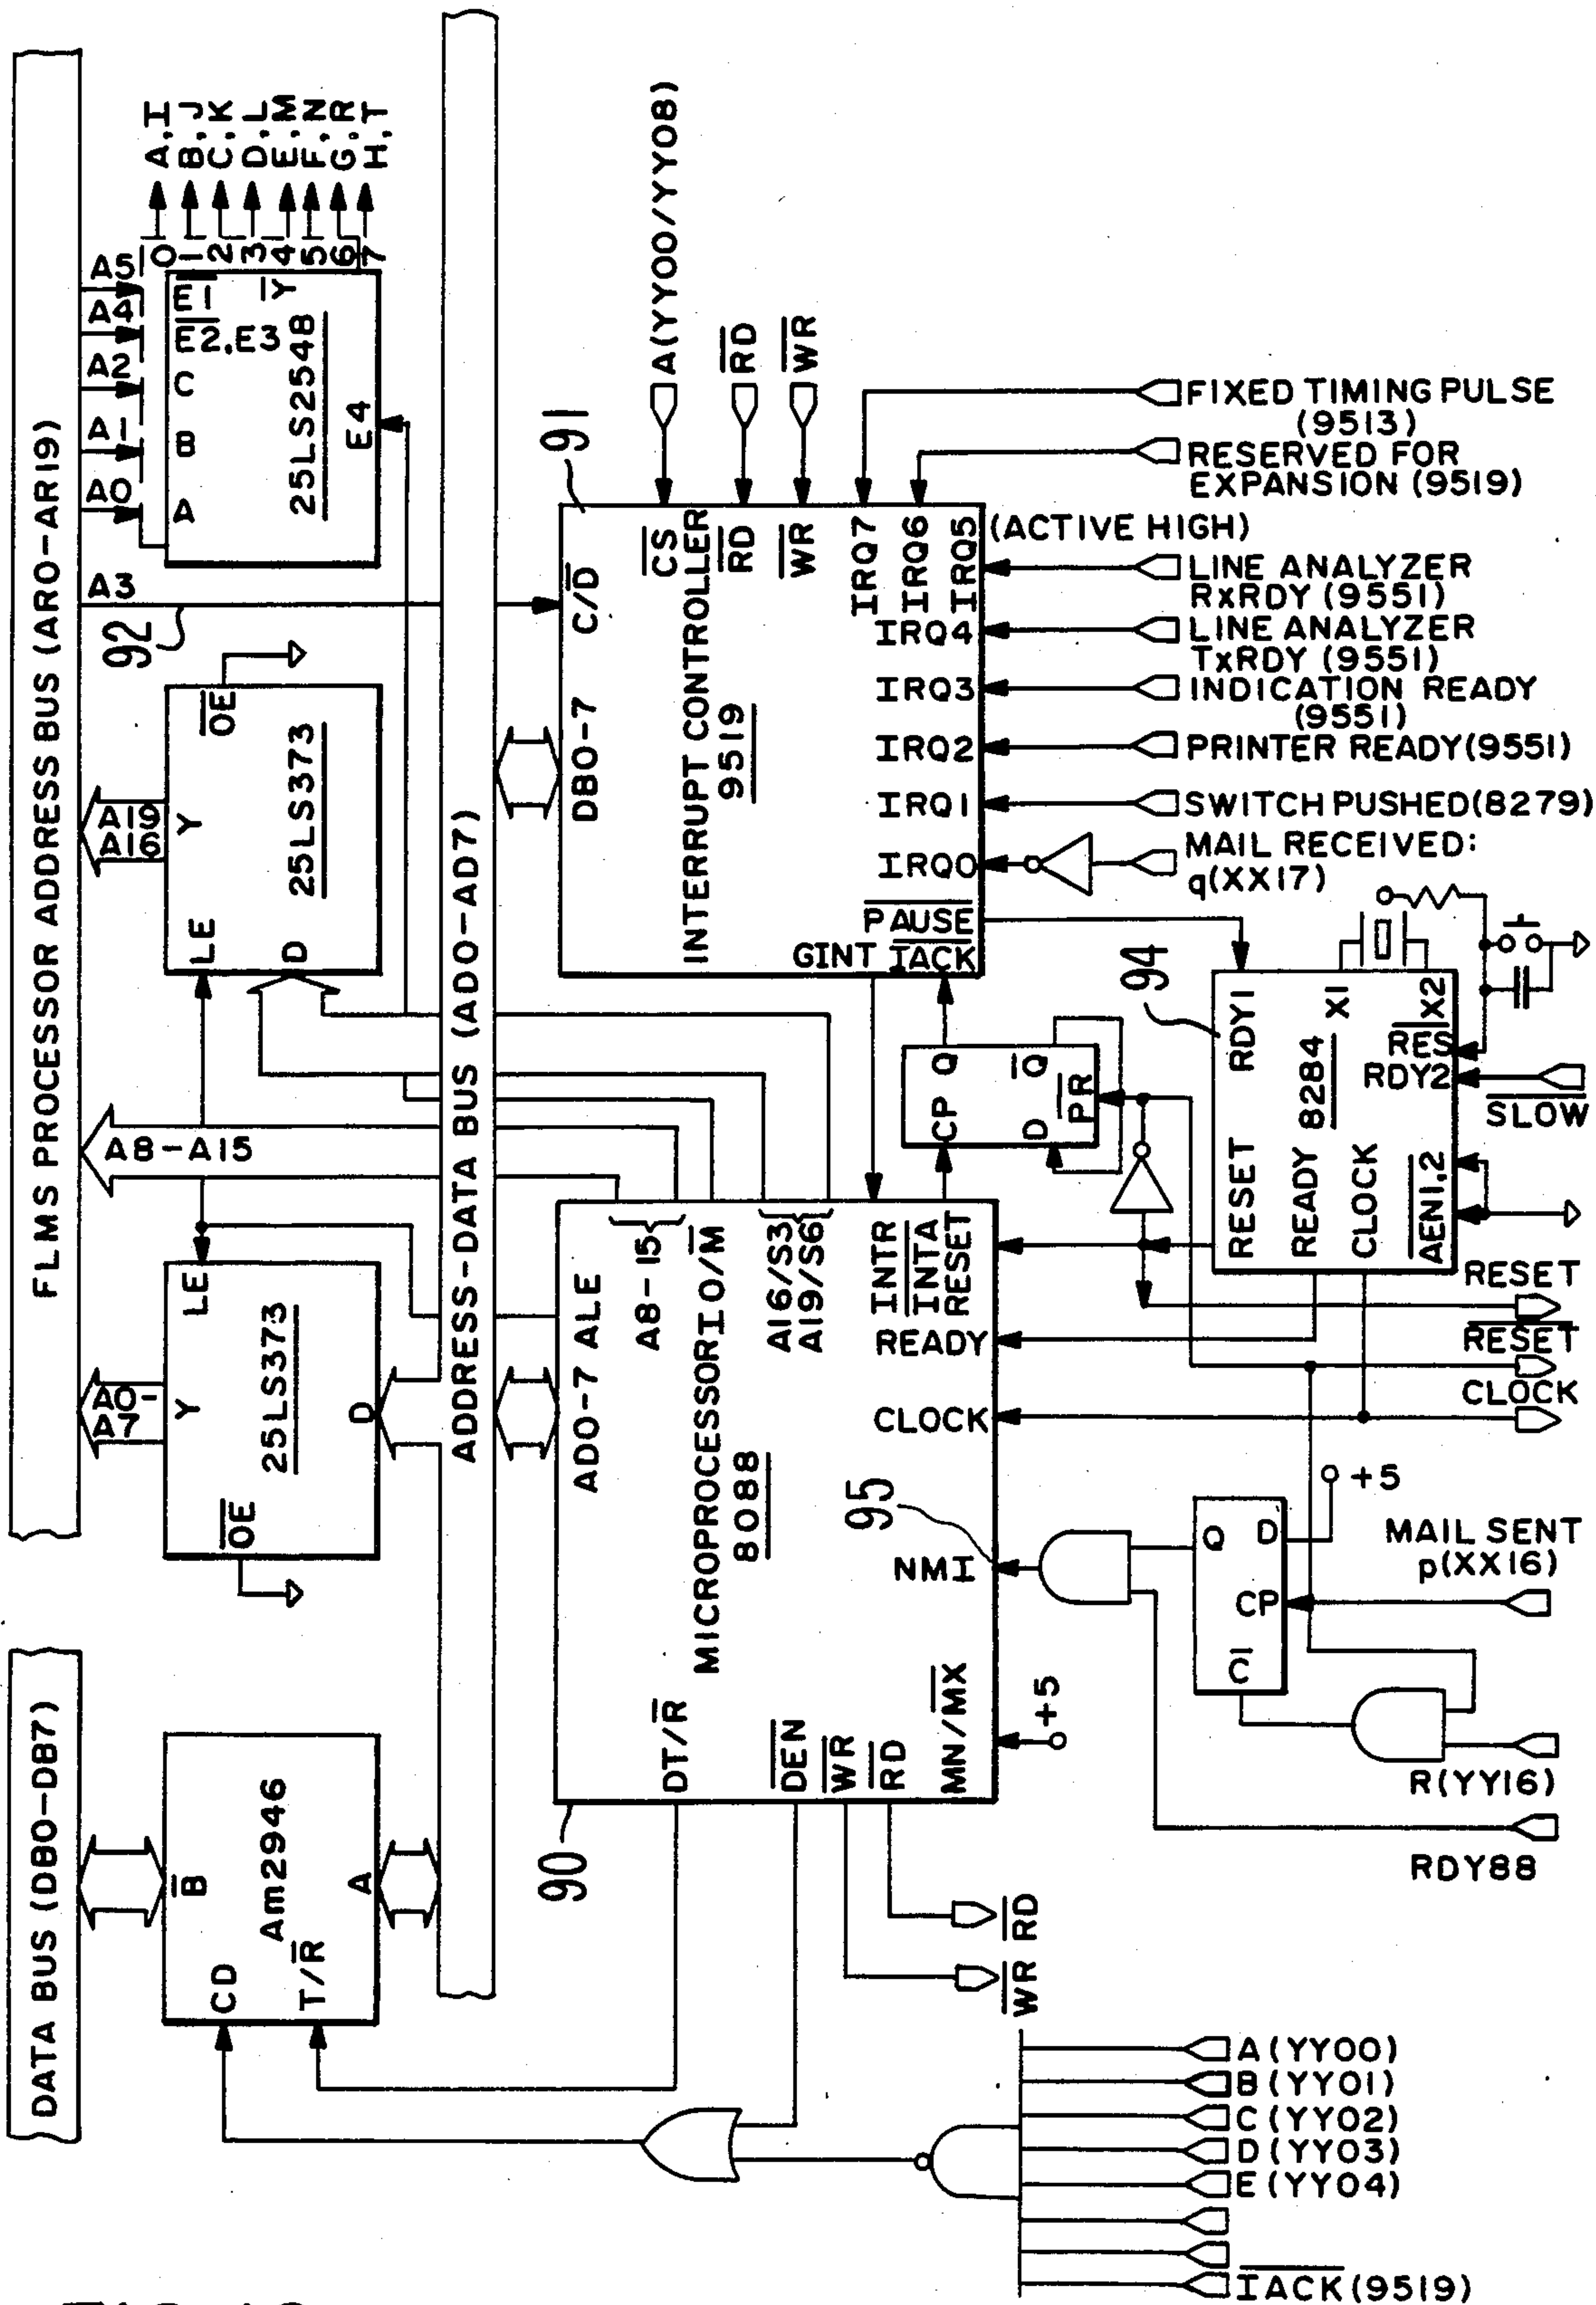 FLMS PROCESSOR ADDRESS BUS (ARO-AR19)
A5
A4
A2
A1
A0
A3
92
E1
E2, E3
C
B
A
Y
E4
25LS2548
0 A, I
1 B, J
2 C, K
3 D, L
4 E, M
5 F, N
6 G, R
7 H, T
A19
A16
Y
OE
LE
D
25LS373
A8-A15
A0-
A7
Y
LE
OE
D
25LS373
DATA BUS (DB0-DB7)
B
CD
T/R
A
Am2946
ADDRESS-DATA BUS (ADO-AD7)
91
C/D
CS
RD
WR
DB0-7
INTERRUPT CONTROLLER
9519
IRQ7
IRQ6
IRQ5
IRQ4
IRQ3
IRQ2
IRQ1
IRQ0
PAUSE
GINT
IACK
A(YY00/YY08)
RD
WR
FIXED TIMING PULSE
(9513)
RESERVED FOR
EXPANSION (9519)
(ACTIVE HIGH)
LINE ANALYZER
RxRDY (9551)
LINE ANALYZER
TxRDY (9551)
INDICATION READY
(9551)
PRINTER READY(9551)
SWITCH PUSHED(8279)
MAIL RECEIVED:
q(XX17)
94
RDY1
X1
X2
8284
RES
RDY2
SLOW
RESET
READY
CLOCK
AEN1,2
CP
Q
Q
D
PR
90
ADO-7
ALE
A8-15
IO/M
A16/S3
A19/S6
MICROPROCESSOR
8088
INTR
INTA
RESET
READY
CLOCK
NMI
95
DT/R
DEN
WR
RD
MN/MX
+5
RESET
RESET
CLOCK
+5
Q
D
CP
Cl
MAIL SENT
p(XX16)
R(YY16)
RDY88
RD
WR
A(YY00)
B(YY01)
C(YY02)
D(YY03)
E(YY04)
IACK(9519)